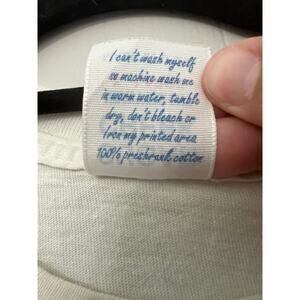 I can't wash myself
so machine wash me
in warm water, tumble
dry, don't bleach or
Iron my printed area
100% preshrunk cotton